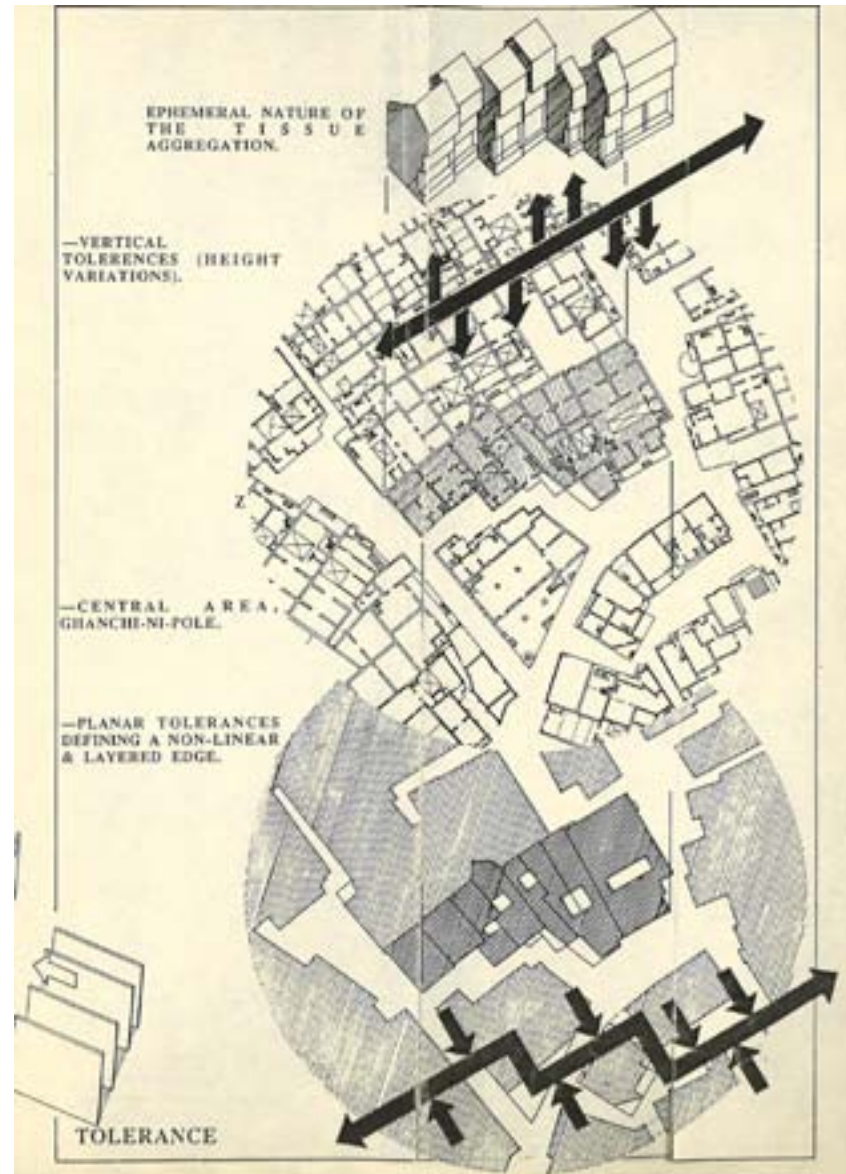 EPHEMERAL NATURE OF
THE TISSUE
AGGREGATION.
—VERTICAL
TOLERENCES (HEIGHT
VARIATIONS).
Z
—CENTRAL AREA,
GHANCHI-NI-POLE.
—PLANAR TOLERANCES
DEFINING A NON-LINEAR
& LAYERED EDGE.
TOLERANCE